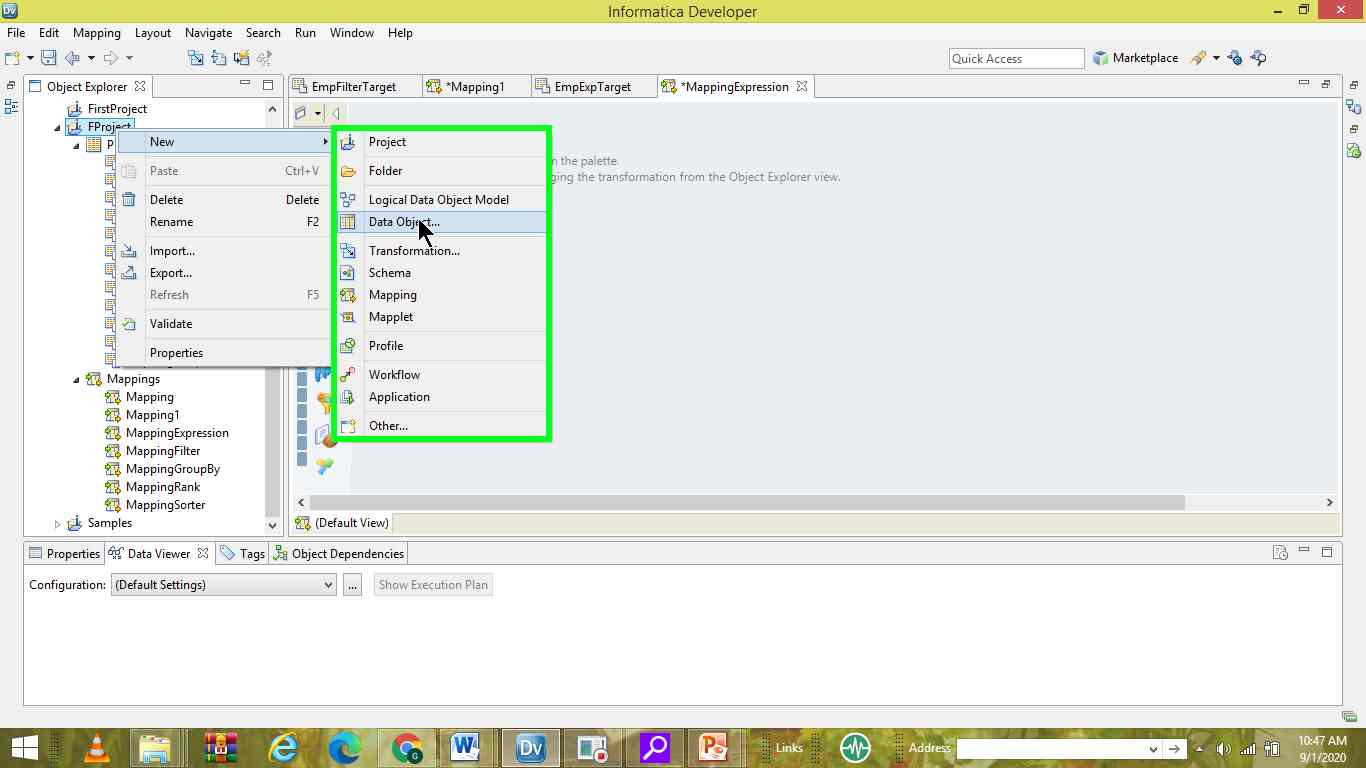 Informatica Developer
File Edit Mapping Layout Navigate Search Run Window Help
Quick Access
Marketplace
Object Explorer
EmpFilterTarget
*Mapping1
EmpExpTarget
*MappingExpression
FirstProject
FProject
P
New
Paste Ctrl+V
Delete Delete
Rename F2
Import...
Export...
Refresh F5
Validate
Properties
Project
Folder
Logical Data Object Model
Data Object...
Transformation...
Schema
Mapping
Mapplet
Profile
Workflow
Application
Other...
n the palette.
ging the transformation from the Object Explorer view.
Mappings
Mapping
Mapping1
MappingExpression
MappingFilter
MappingGroupBy
MappingRank
MappingSorter
Samples
(Default View)
Properties
Data Viewer
Tags
Object Dependencies
Configuration: (Default Settings) ... Show Execution Plan
Links
Address
10:47 AM
9/1/2020